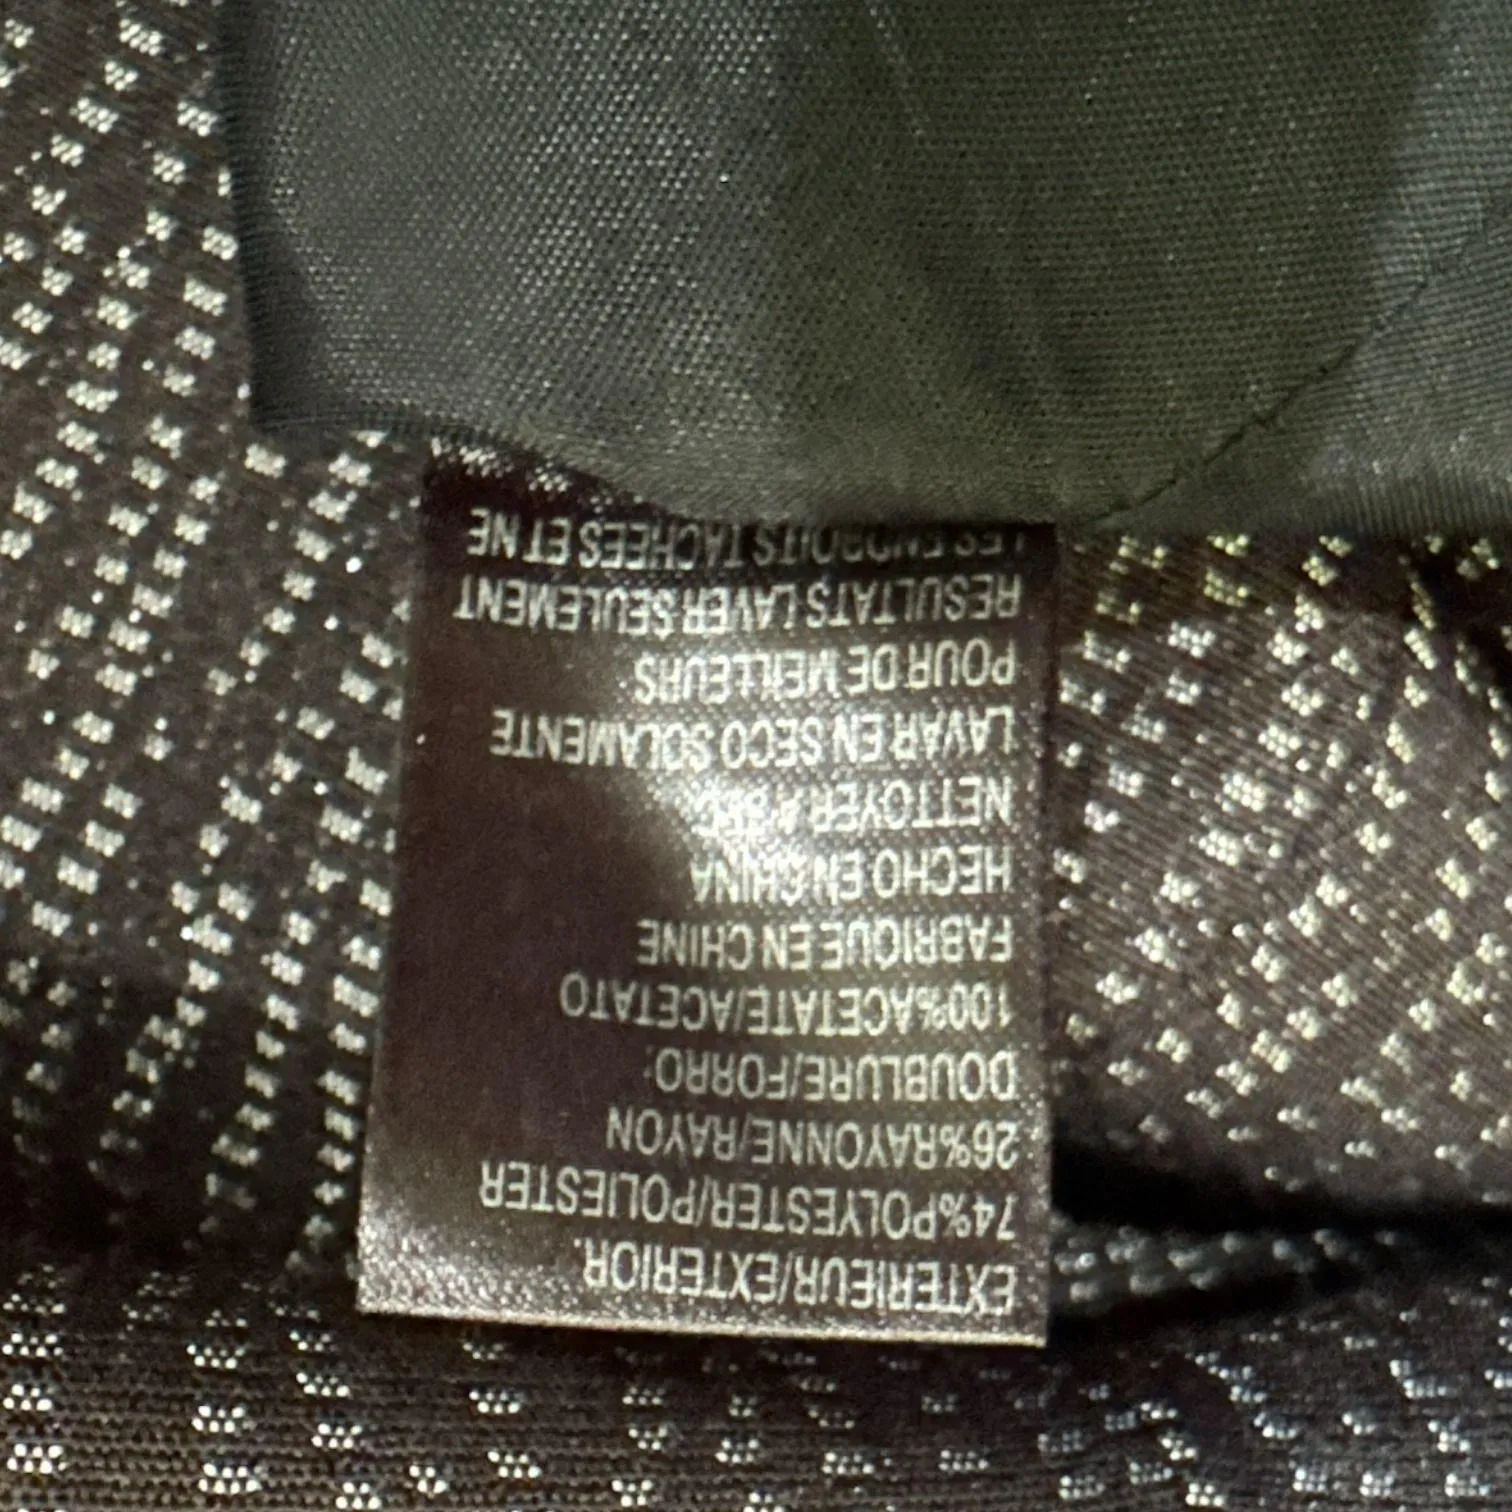 EXTERIEUR/EXTERIOR:
74%POLYESTER/POLIESTER
26%RAYONNE/RAYON
DOUBLURE/FORRO:
100%ACETATE/ACETATO
FABRIQUE EN CHINE
HECHO EN CHINA
NETTOYER A SEC
LAVAR EN SECO SOLAMENTE
POUR DE MEILLEURS
RESULTATS LAVER SEULEMENT
LES ENDROITS TACHEES ET NE